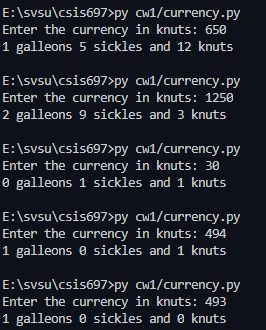 E:\svsu\csis697>py cw1/currency.py
Enter the currency in knuts: 650
1 galleons 5 sickles and 12 knuts
E:\svsu\csis697>py cw1/currency.py
Enter the currency in knuts: 1250
2 galleons 9 sickles and 3 knuts
E:\svsu\csis697>py cw1/currency.py
Enter the currency in knuts: 30
0 galleons 1 sickles and 1 knuts
E:\svsu\csis697>py cw1/currency.py
Enter the currency in knuts: 494
1 galleons 0 sickles and 1 knuts
E:\svsu\csis697>py cw1/currency.py
Enter the currency in knuts: 493
1 galleons 0 sickles and 0 knuts